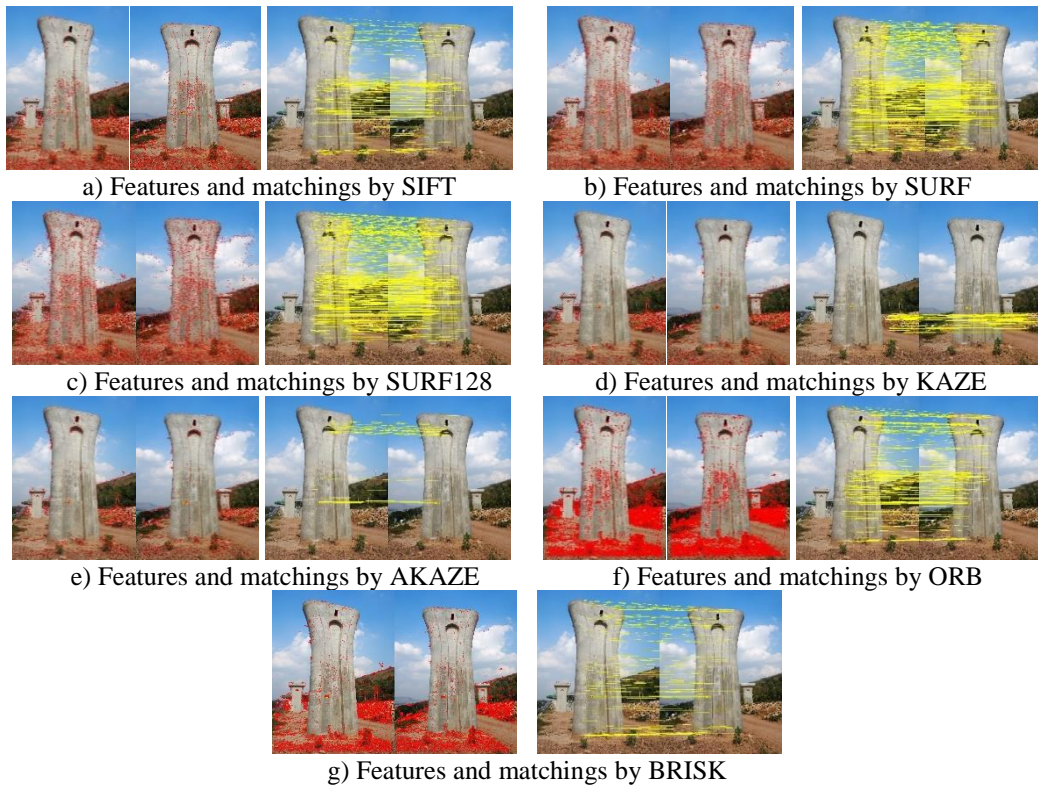 a) Features and matchings by SIFT
b) Features and matchings by SURF
c) Features and matchings by SURF128
d) Features and matchings by KAZE
e) Features and matchings by AKAZE
f) Features and matchings by ORB
g) Features and matchings by BRISK